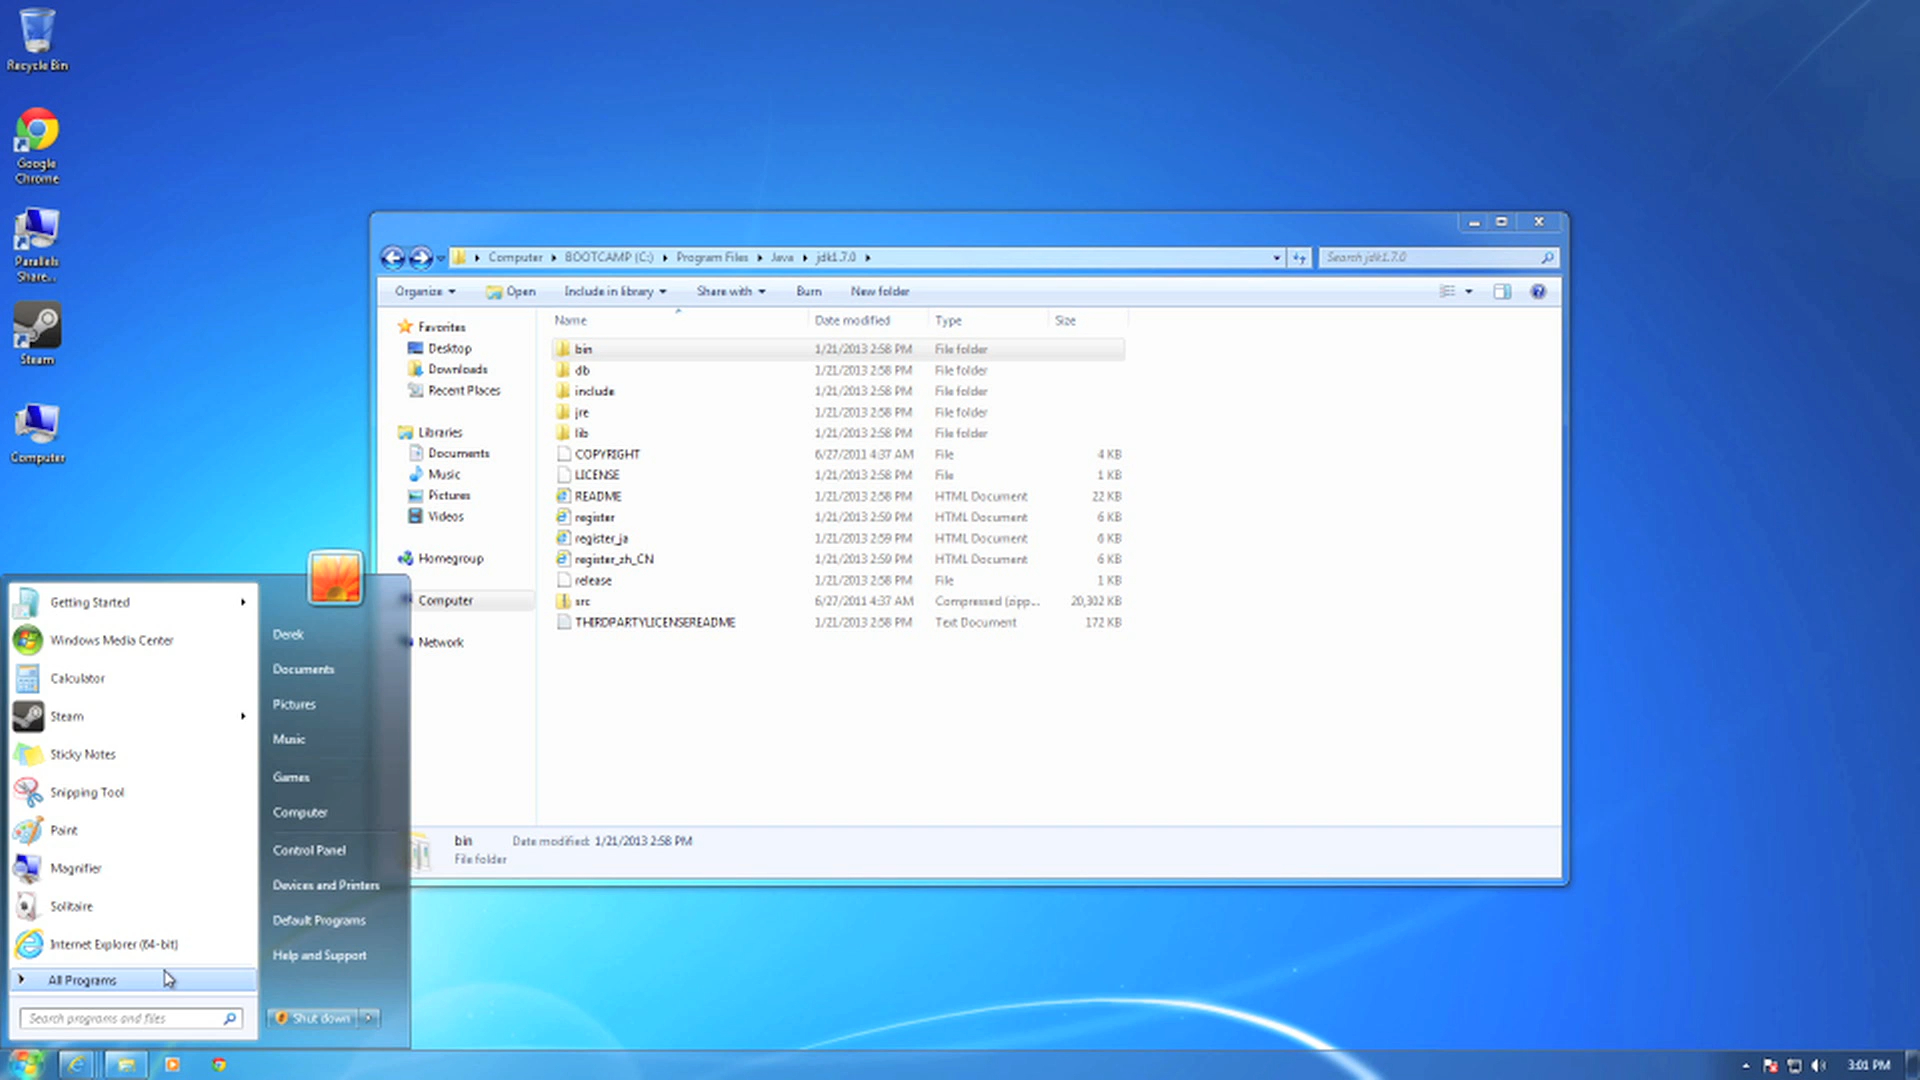 Recycle Bin
Google
Chrome
Parallels
Share...
Steam
Computer
Computer
BOOTCAMP (C:)
Program Files
Java
jdk1.7.0
Search jdk1.7.0
Organize
Open
Include in library
Share with
Burn
New folder
Favorites
Desktop
Downloads
Recent Places
Libraries
Documents
Music
Pictures
Videos
Homegroup
Computer
Network
Name Date modified Type Size
bin 1/21/2013 2:58 PM File folder
db 1/21/2013 2:58 PM File folder
include 1/21/2013 2:58 PM File folder
jre 1/21/2013 2:58 PM File folder
lib 1/21/2013 2:58 PM File folder
COPYRIGHT 6/27/2011 4:37 AM File 4 KB
LICENSE 1/21/2013 2:58 PM File 1 KB
README 1/21/2013 2:58 PM HTML Document 22 KB
register 1/21/2013 2:59 PM HTML Document 6 KB
register_ja 1/21/2013 2:59 PM HTML Document 6 KB
register_zh_CN 1/21/2013 2:59 PM HTML Document 6 KB
release 1/21/2013 2:58 PM File 1 KB
src 6/27/2011 4:37 AM Compressed (zipp... 20,302 KB
THIRDPARTYLICENSEREADME 1/21/2013 2:58 PM Text Document 172 KB
bin Date modified: 1/21/2013 2:58 PM
File folder
Getting Started
Windows Media Center
Calculator
Steam
Sticky Notes
Snipping Tool
Paint
Magnifier
Solitaire
Internet Explorer (64-bit)
All Programs
Search programs and files
Derek
Documents
Pictures
Music
Games
Computer
Control Panel
Devices and Printers
Default Programs
Help and Support
Shut down
3:01 PM